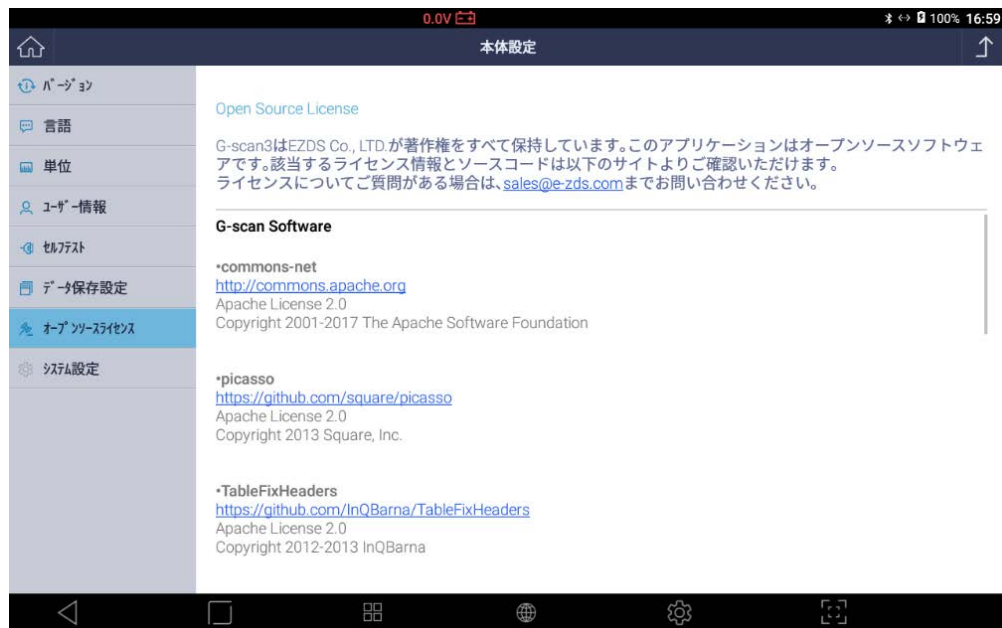 0.0V
100% 16:59
本体設定
ﾊﾞｰｼﾞｮﾝ
言語
単位
ﾕｰｻﾞｰ情報
ｾﾙﾌﾃｽﾄ
ﾃﾞｰﾀ保存設定
ｵｰﾌﾟﾝｿｰｽﾗｲｾﾝｽ
ｼｽﾃﾑ設定
Open Source License
G-scan3はEZDS Co., LTD.が著作権をすべて保持しています。このアプリケーションはオープンソースソフトウェ
アです。該当するライセンス情報とソースコードは以下のサイトよりご確認いただけます。
ライセンスについてご質問がある場合は、sales@e-zds.comまでお問い合わせください。
G-scan Software
•commons-net
http://commons.apache.org
Apache License 2.0
Copyright 2001-2017 The Apache Software Foundation
•picasso
https://github.com/square/picasso
Apache License 2.0
Copyright 2013 Square, Inc.
•TableFixHeaders
https://github.com/InQBarna/TableFixHeaders
Apache License 2.0
Copyright 2012-2013 InQBarna